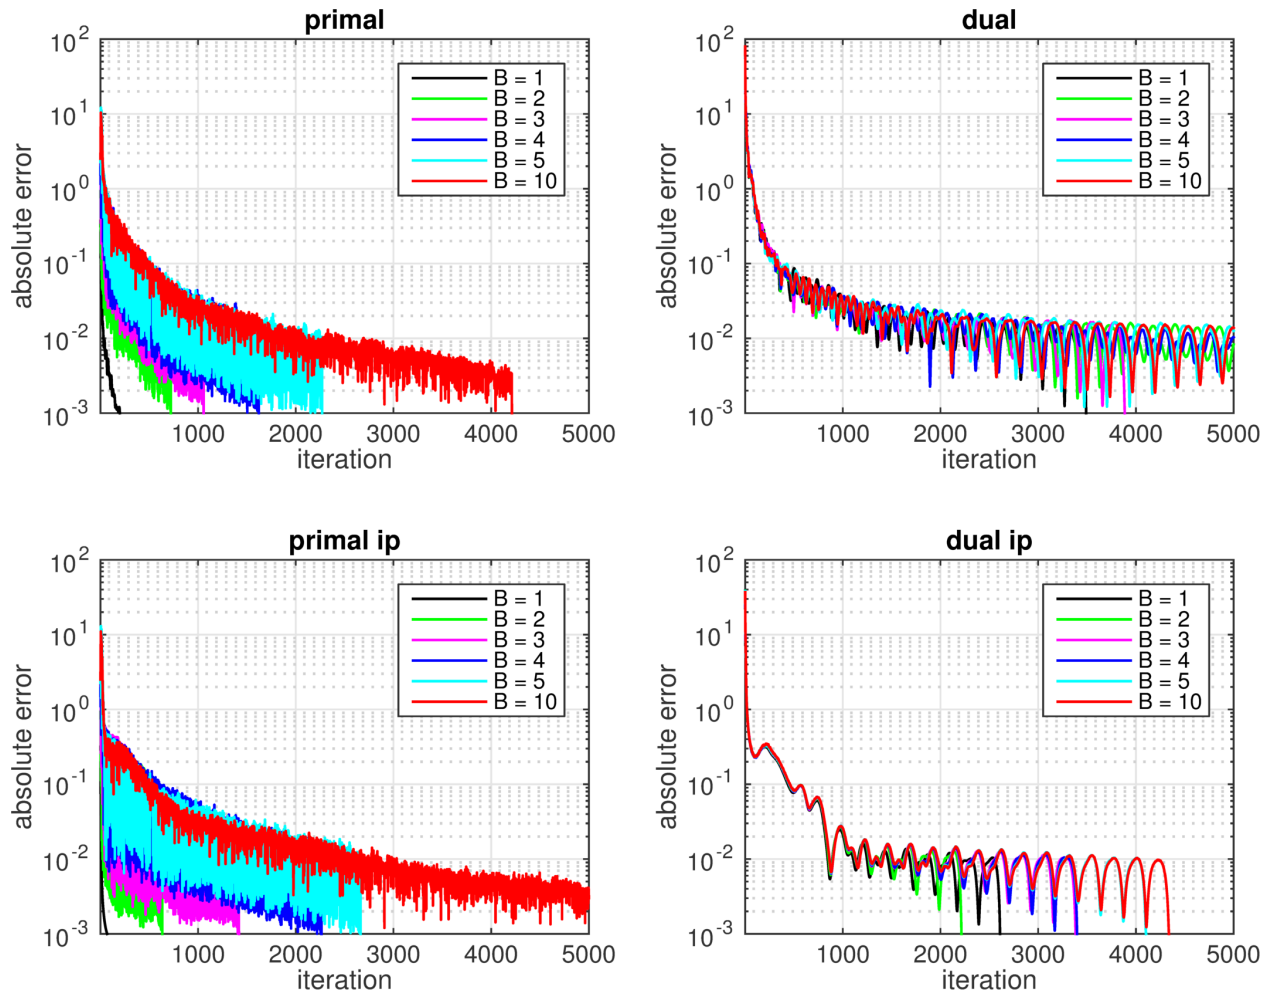 primal
10^2
10^1
10^0
10^-1
10^-2
10^-3
absolute error
B = 1
B = 2
B = 3
B = 4
B = 5
B = 10
1000 2000 3000 4000 5000
iteration
dual
10^2
10^1
10^0
10^-1
10^-2
10^-3
absolute error
B = 1
B = 2
B = 3
B = 4
B = 5
B = 10
1000 2000 3000 4000 5000
iteration
primal ip
10^2
10^1
10^0
10^-1
10^-2
10^-3
absolute error
B = 1
B = 2
B = 3
B = 4
B = 5
B = 10
1000 2000 3000 4000 5000
iteration
dual ip
10^2
10^1
10^0
10^-1
10^-2
10^-3
absolute error
B = 1
B = 2
B = 3
B = 4
B = 5
B = 10
1000 2000 3000 4000 5000
iteration